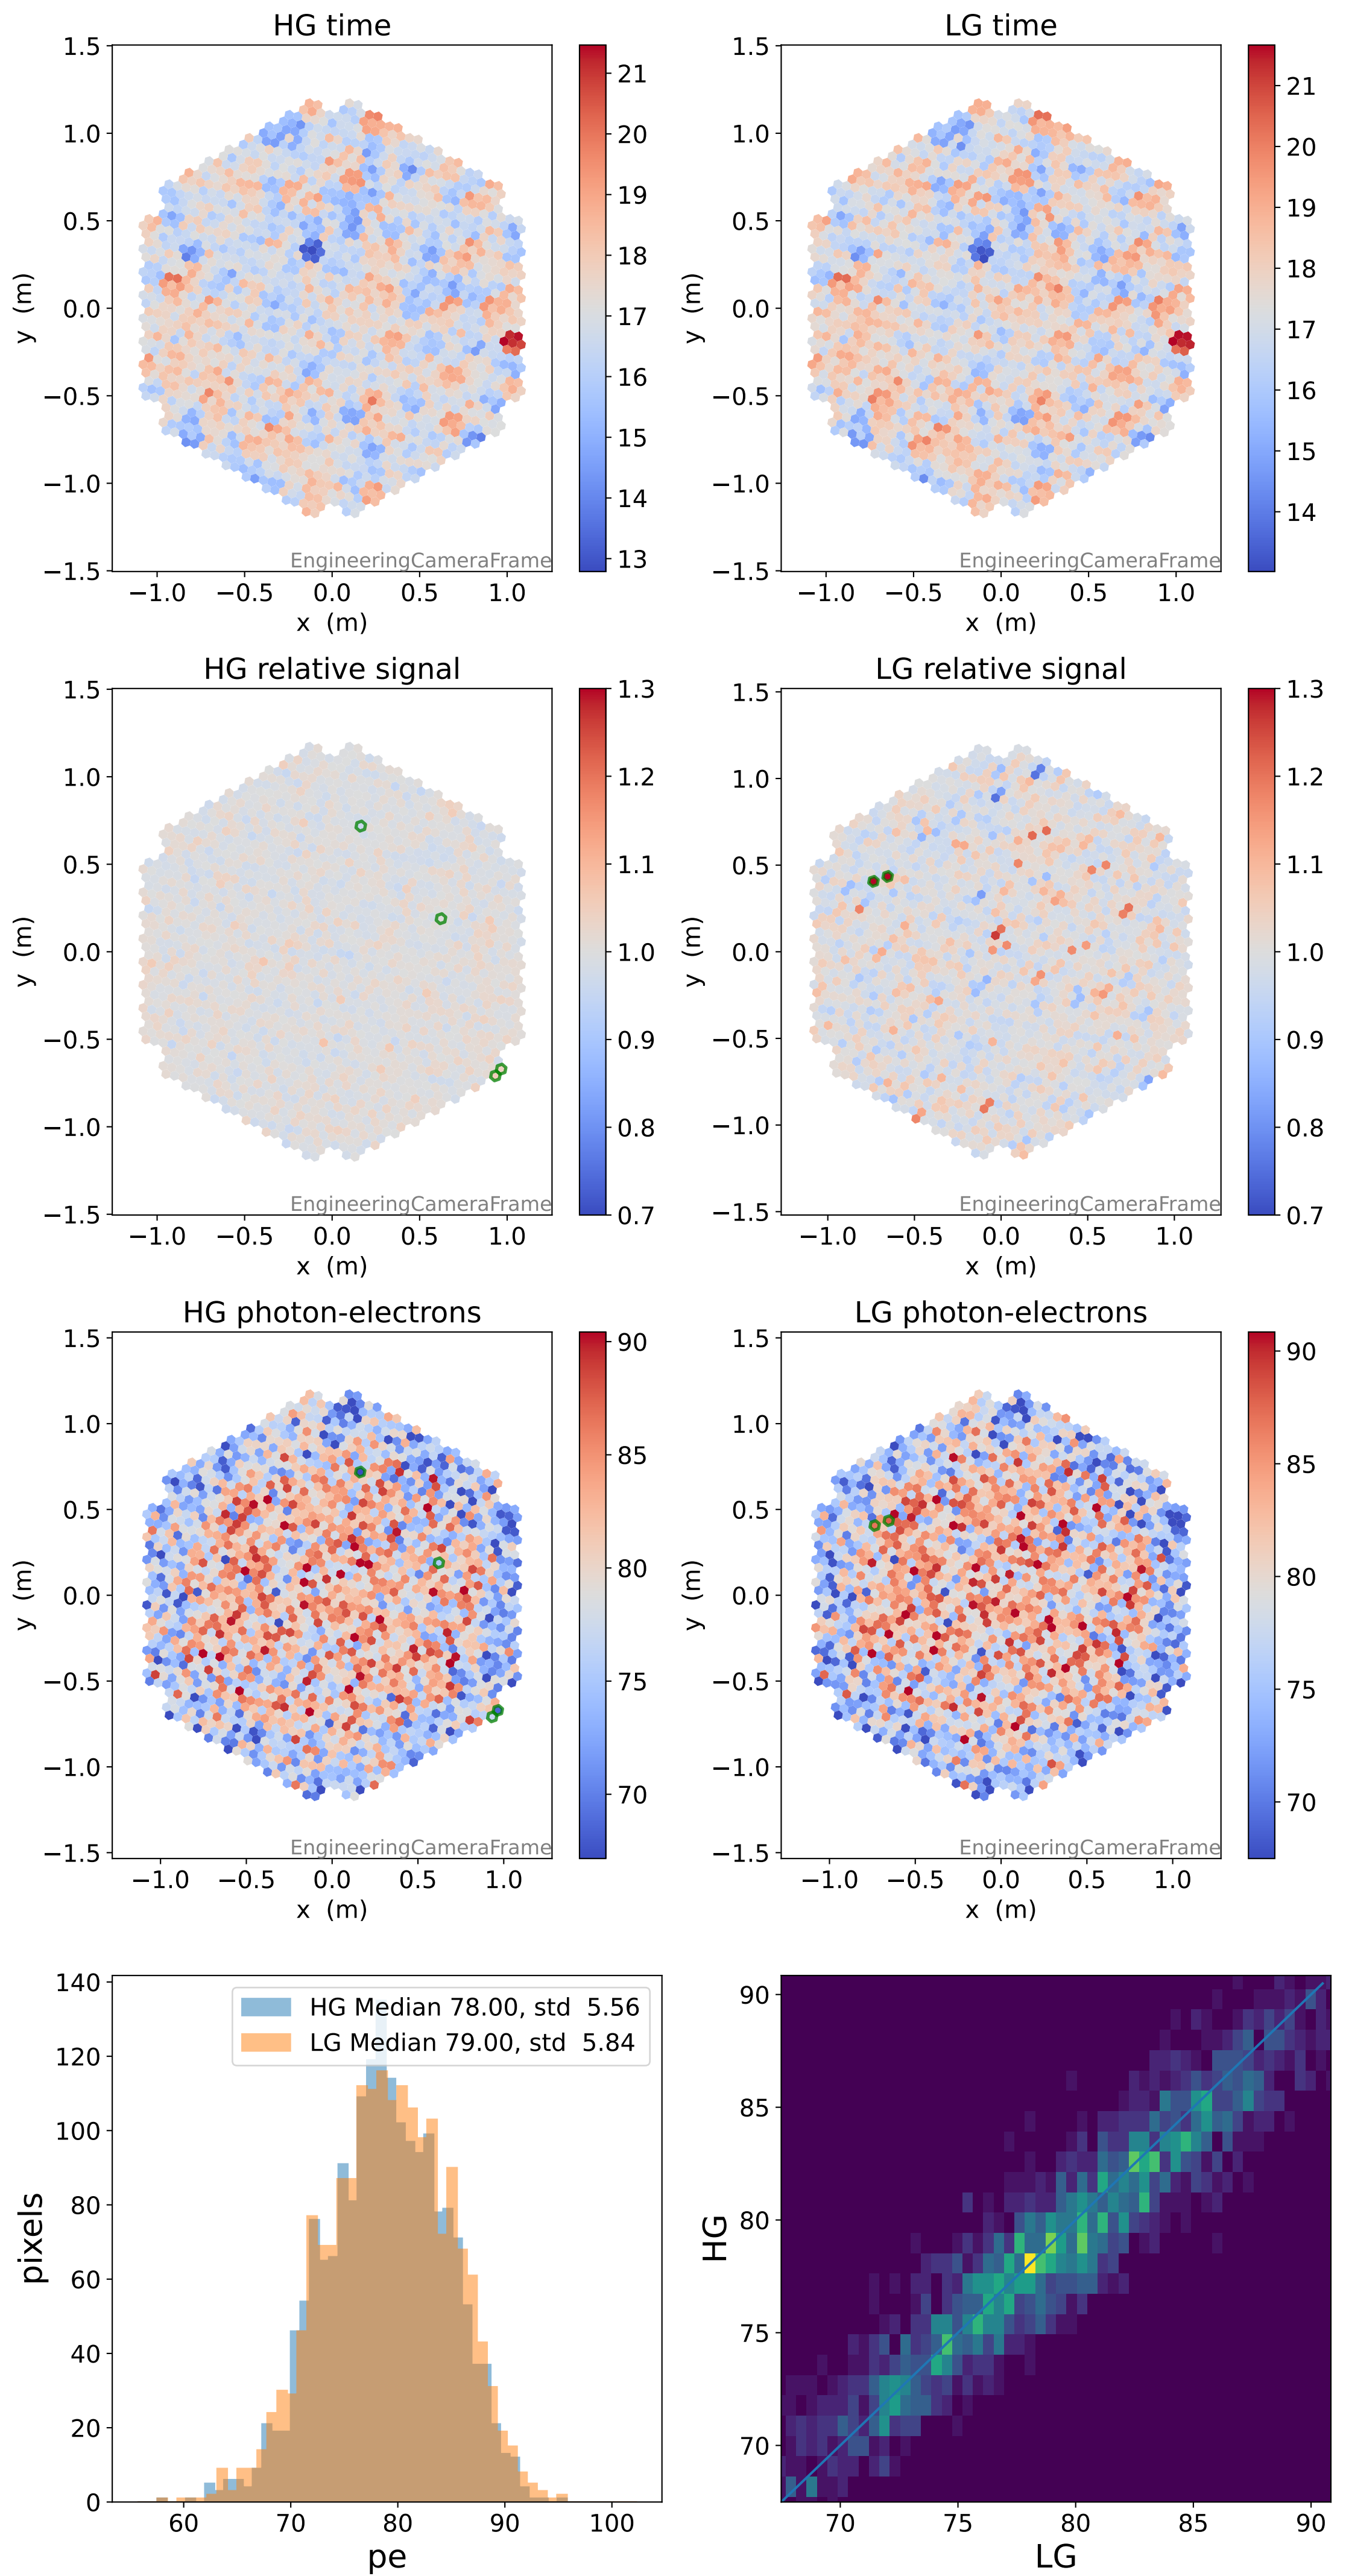 HG time
1.5
1.0
0.5
0.0
−0.5
−1.0
−1.5
y (m)
−1.0 −0.5 0.0 0.5 1.0
x (m)
EngineeringCameraFrame
21
20
19
18
17
16
15
14
13
LG time
1.5
1.0
0.5
0.0
−0.5
−1.0
−1.5
y (m)
−1.0 −0.5 0.0 0.5 1.0
x (m)
EngineeringCameraFrame
21
20
19
18
17
16
15
14
HG relative signal
1.5
1.0
0.5
0.0
−0.5
−1.0
−1.5
y (m)
−1.0 −0.5 0.0 0.5 1.0
x (m)
EngineeringCameraFrame
1.3
1.2
1.1
1.0
0.9
0.8
0.7
LG relative signal
1.5
1.0
0.5
0.0
−0.5
−1.0
−1.5
y (m)
−1.0 −0.5 0.0 0.5 1.0
x (m)
EngineeringCameraFrame
1.3
1.2
1.1
1.0
0.9
0.8
0.7
HG photon-electrons
1.5
1.0
0.5
0.0
−0.5
−1.0
−1.5
y (m)
−1.0 −0.5 0.0 0.5 1.0
x (m)
EngineeringCameraFrame
90
85
80
75
70
LG photon-electrons
1.5
1.0
0.5
0.0
−0.5
−1.0
−1.5
y (m)
−1.0 −0.5 0.0 0.5 1.0
x (m)
EngineeringCameraFrame
90
85
80
75
70
HG Median 78.00, std 5.56
LG Median 79.00, std 5.84
140
120
100
80
60
40
20
0
pixels
60 70 80 90 100
pe
90
85
80
75
70
HG
70 75 80 85 90
LG